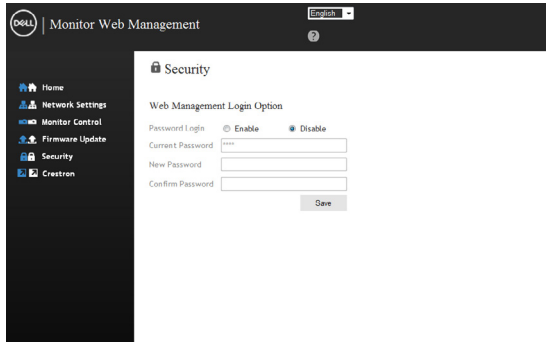 DELL | Monitor Web Management
English
?
Home
Network Settings
Monitor Control
Firmware Update
Security
Crestron
Security
Web Management Login Option
Password Login Enable Disable
Current Password ****
New Password
Confirm Password
Save